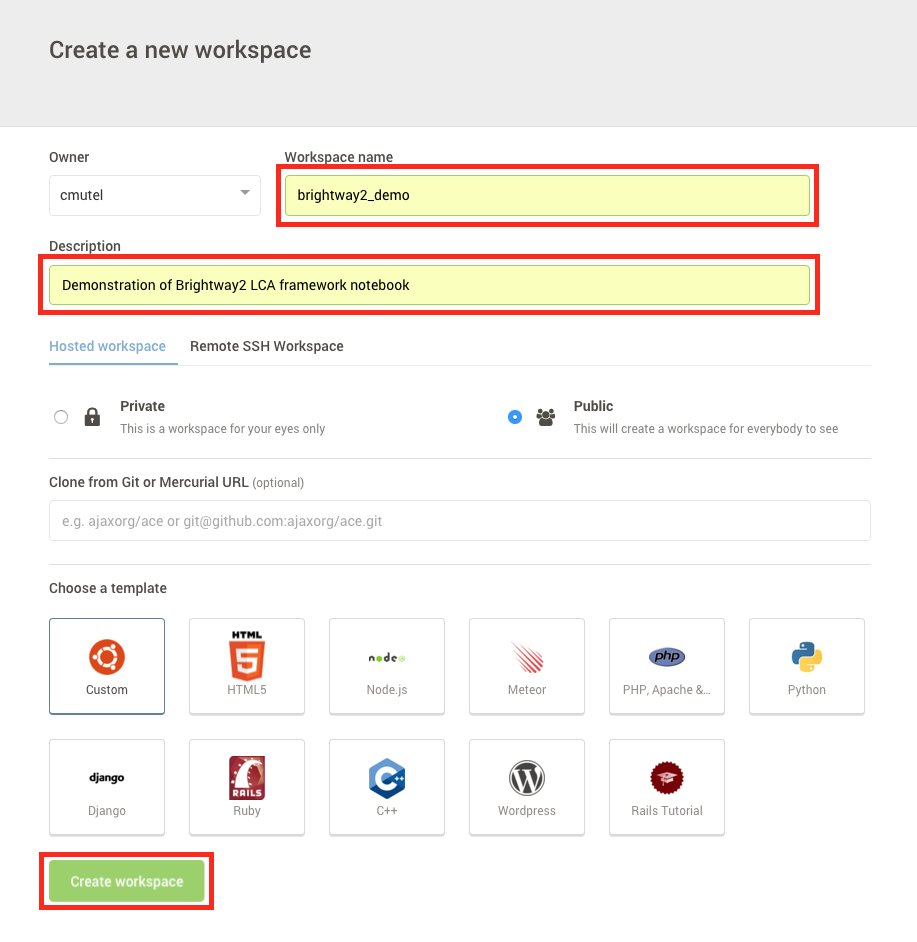 Create a new workspace
Owner
Workspace name
cmutel
brightway2_demo
Description
Demonstration of Brightway2 LCA framework notebook
Hosted workspace
Remote SSH Workspace
Private
This is a workspace for your eyes only
Public
This will create a workspace for everybody to see
Clone from Git or Mercurial URL (optional)
e.g. ajaxorg/ace or git@github.com:ajaxorg/ace.git
Choose a template
Custom
HTML
5
HTML5
node
Node.js
Meteor
php
PHP, Apache &...
Python
django
Django
RAILS
Ruby
C++
C++
W
Wordpress
Rails Tutorial
Create workspace